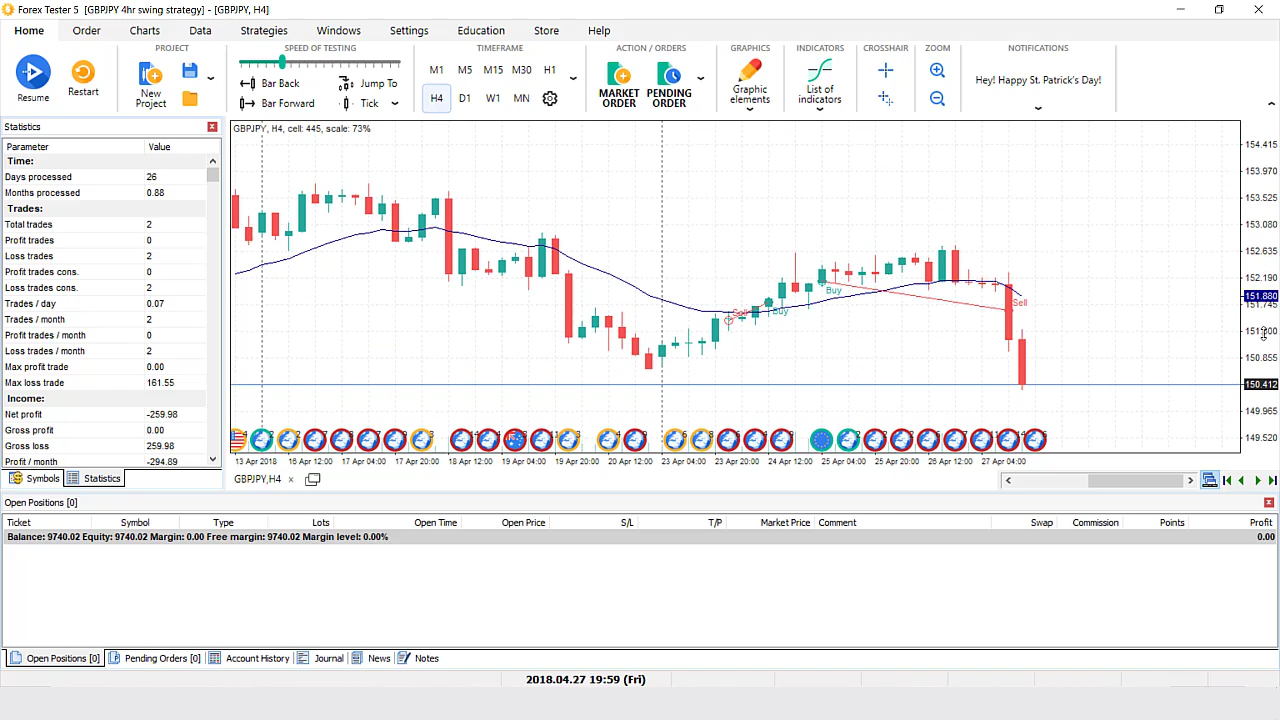 Forex Tester 5 [GBPJPY 4hr swing strategy] - [GBPJPY, H4]
Home Order Charts Data Strategies Windows Settings Education Store Help
PROJECT SPEED OF TESTING TIMEFRAME ACTION / ORDERS GRAPHICS INDICATORS CROSSHAIR ZOOM NOTIFICATIONS
Resume
Restart
New Project
Bar Back Jump To
Bar Forward Tick
M1 M5 M15 M30 H1
H4 D1 W1 MN
MARKET ORDER
PENDING ORDER
Graphic elements
List of indicators
Hey! Happy St. Patrick's Day!
Statistics
Parameter Value
Time:
Days processed 26
Months processed 0.88
Trades:
Total trades 2
Profit trades 0
Loss trades 2
Profit trades cons. 0
Loss trades cons. 2
Trades / day 0.07
Trades / month 2
Profit trades / month 0
Loss trades / month 2
Max profit trade 0.00
Max loss trade 161.55
Income:
Net profit -259.98
Gross profit 0.00
Gross loss 259.98
Profit / month -294.89
Symbols Statistics
GBPJPY, H4, cell: 445, scale: 73%
Buy
Buy
Sell
154.415
153.970
153.525
153.080
152.635
152.190
151.880
151.745
150.855
150.412
149.965
149.520
13 Apr 2018 16 Apr 12:00 17 Apr 04:00 17 Apr 20:00 18 Apr 12:00 19 Apr 04:00 19 Apr 20:00 20 Apr 12:00 23 Apr 04:00 23 Apr 20:00 24 Apr 12:00 25 Apr 04:00 25 Apr 20:00 26 Apr 12:00 27 Apr 04:00
GBPJPY,H4
Open Positions [0]
Ticket Symbol Type Lots Open Time Open Price S/L T/P Market Price Comment Swap Commission Points Profit
Balance: 9740.02 Equity: 9740.02 Margin: 0.00 Free margin: 9740.02 Margin level: 0.00% 0.00
Open Positions [0] Pending Orders [0] Account History Journal News Notes
2018.04.27 19:59 (Fri)